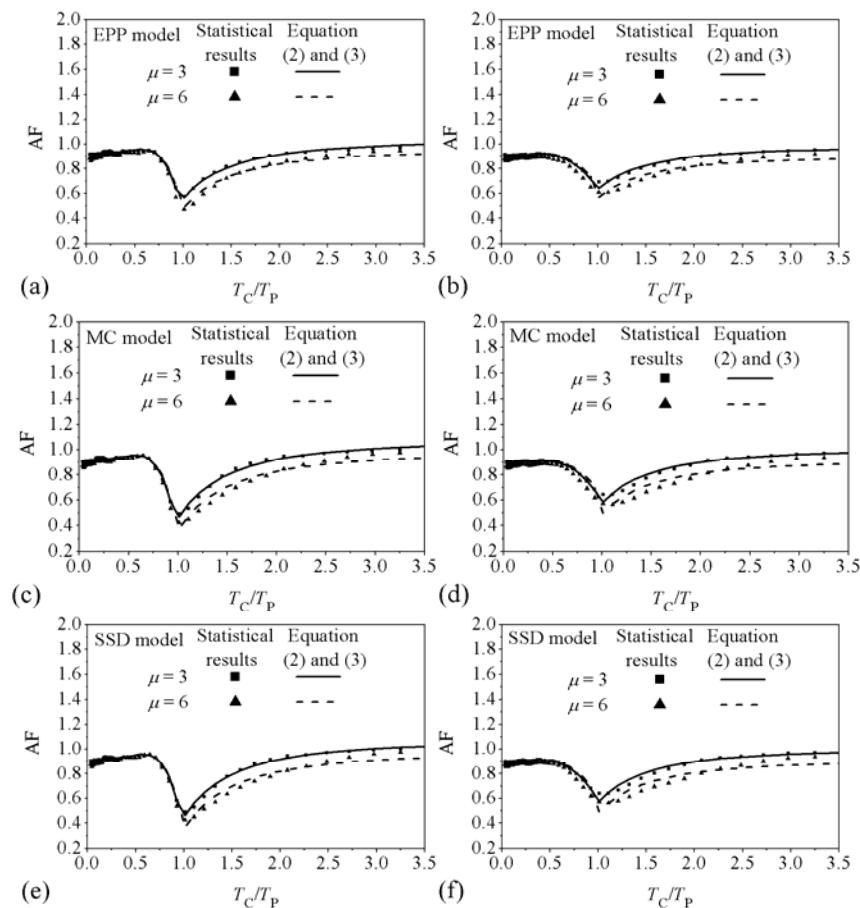 EPP model Statistical results Equation (2) and (3)
μ = 3
μ = 6
AF
2.0
1.8
1.6
1.4
1.2
1.0
0.8
0.6
0.4
0.2
0.0 0.5 1.0 1.5 2.0 2.5 3.0 3.5
(a) T_C/T_P
EPP model Statistical results Equation (2) and (3)
μ = 3
μ = 6
AF
2.0
1.8
1.6
1.4
1.2
1.0
0.8
0.6
0.4
0.2
0.0 0.5 1.0 1.5 2.0 2.5 3.0 3.5
(b) T_C/T_P
MC model Statistical results Equation (2) and (3)
μ = 3
μ = 6
AF
2.0
1.8
1.6
1.4
1.2
1.0
0.8
0.6
0.4
0.2
0.0 0.5 1.0 1.5 2.0 2.5 3.0 3.5
(c) T_C/T_P
MC model Statistical results Equation (2) and (3)
μ = 3
μ = 6
AF
2.0
1.8
1.6
1.4
1.2
1.0
0.8
0.6
0.4
0.2
0.0 0.5 1.0 1.5 2.0 2.5 3.0 3.5
(d) T_C/T_P
SSD model Statistical results Equation (2) and (3)
μ = 3
μ = 6
AF
2.0
1.8
1.6
1.4
1.2
1.0
0.8
0.6
0.4
0.2
0.0 0.5 1.0 1.5 2.0 2.5 3.0 3.5
(e) T_C/T_P
SSD model Statistical results Equation (2) and (3)
μ = 3
μ = 6
AF
2.0
1.8
1.6
1.4
1.2
1.0
0.8
0.6
0.4
0.2
0.0 0.5 1.0 1.5 2.0 2.5 3.0 3.5
(f) T_C/T_P